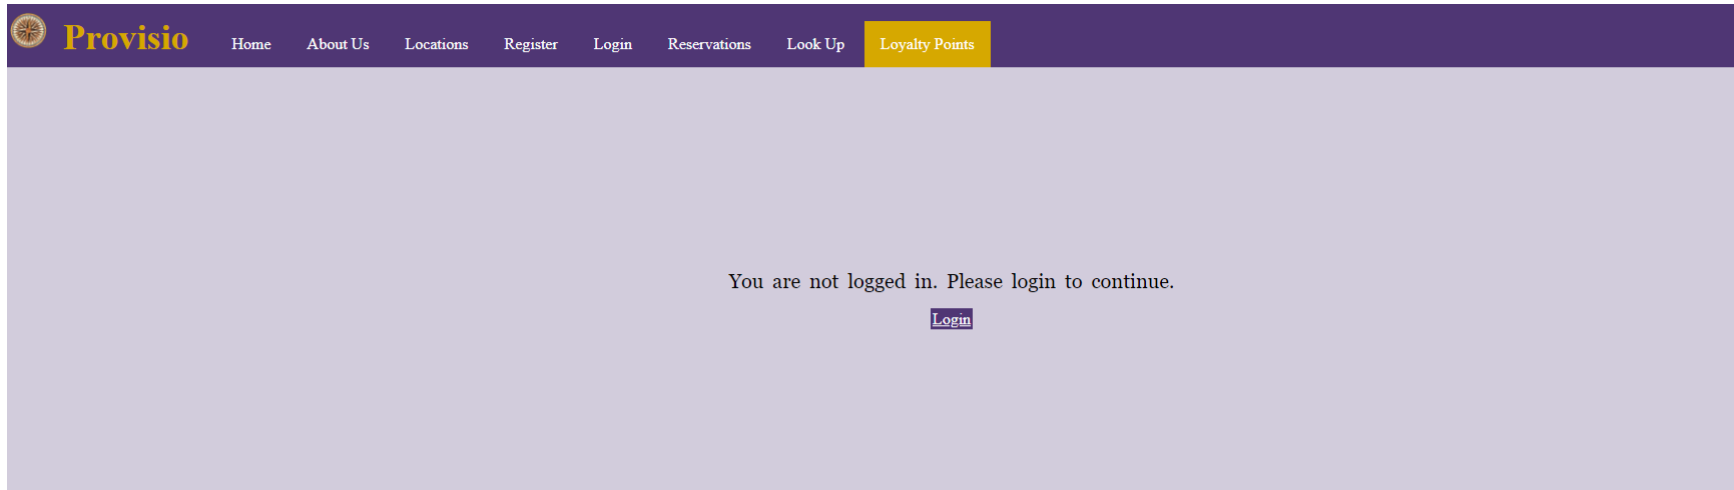 Provisio Home About Us Locations Register Login Reservations Look Up Loyalty Points
You are not logged in. Please login to continue.
Login